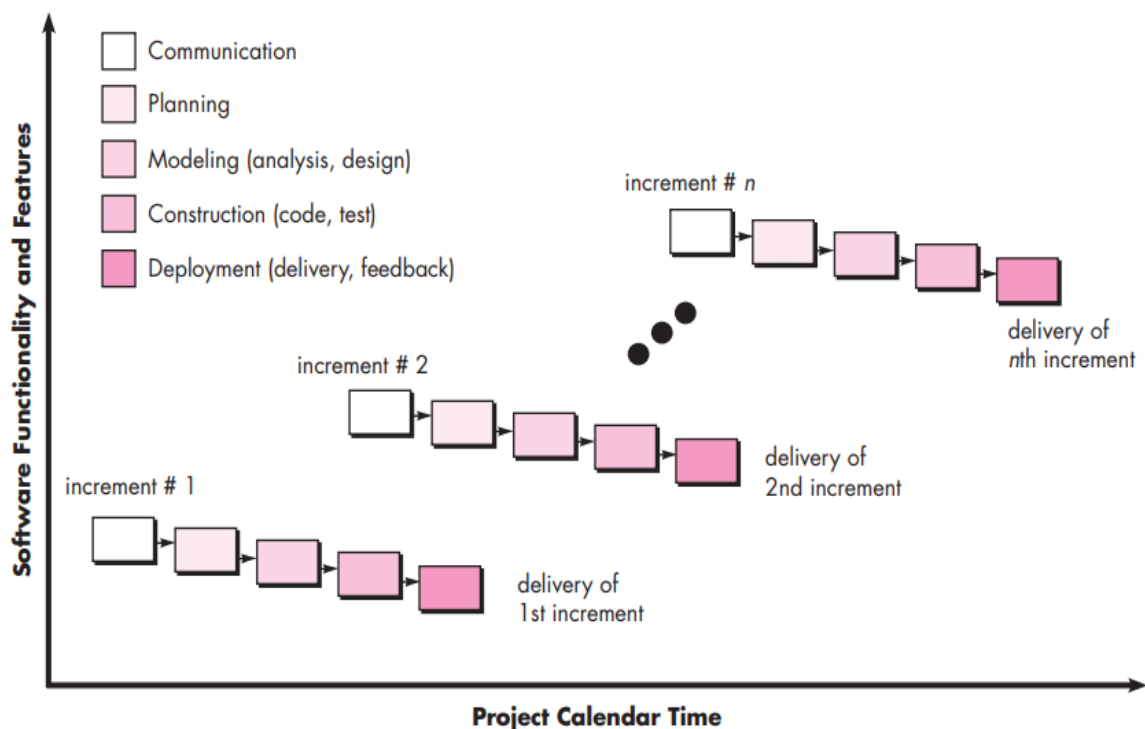 Software Functionality and Features
Communication
Planning
Modeling (analysis, design)
Construction (code, test)
Deployment (delivery, feedback)
increment # n
delivery of
nth increment
increment # 2
delivery of
2nd increment
increment # 1
delivery of
1st increment
Project Calendar Time